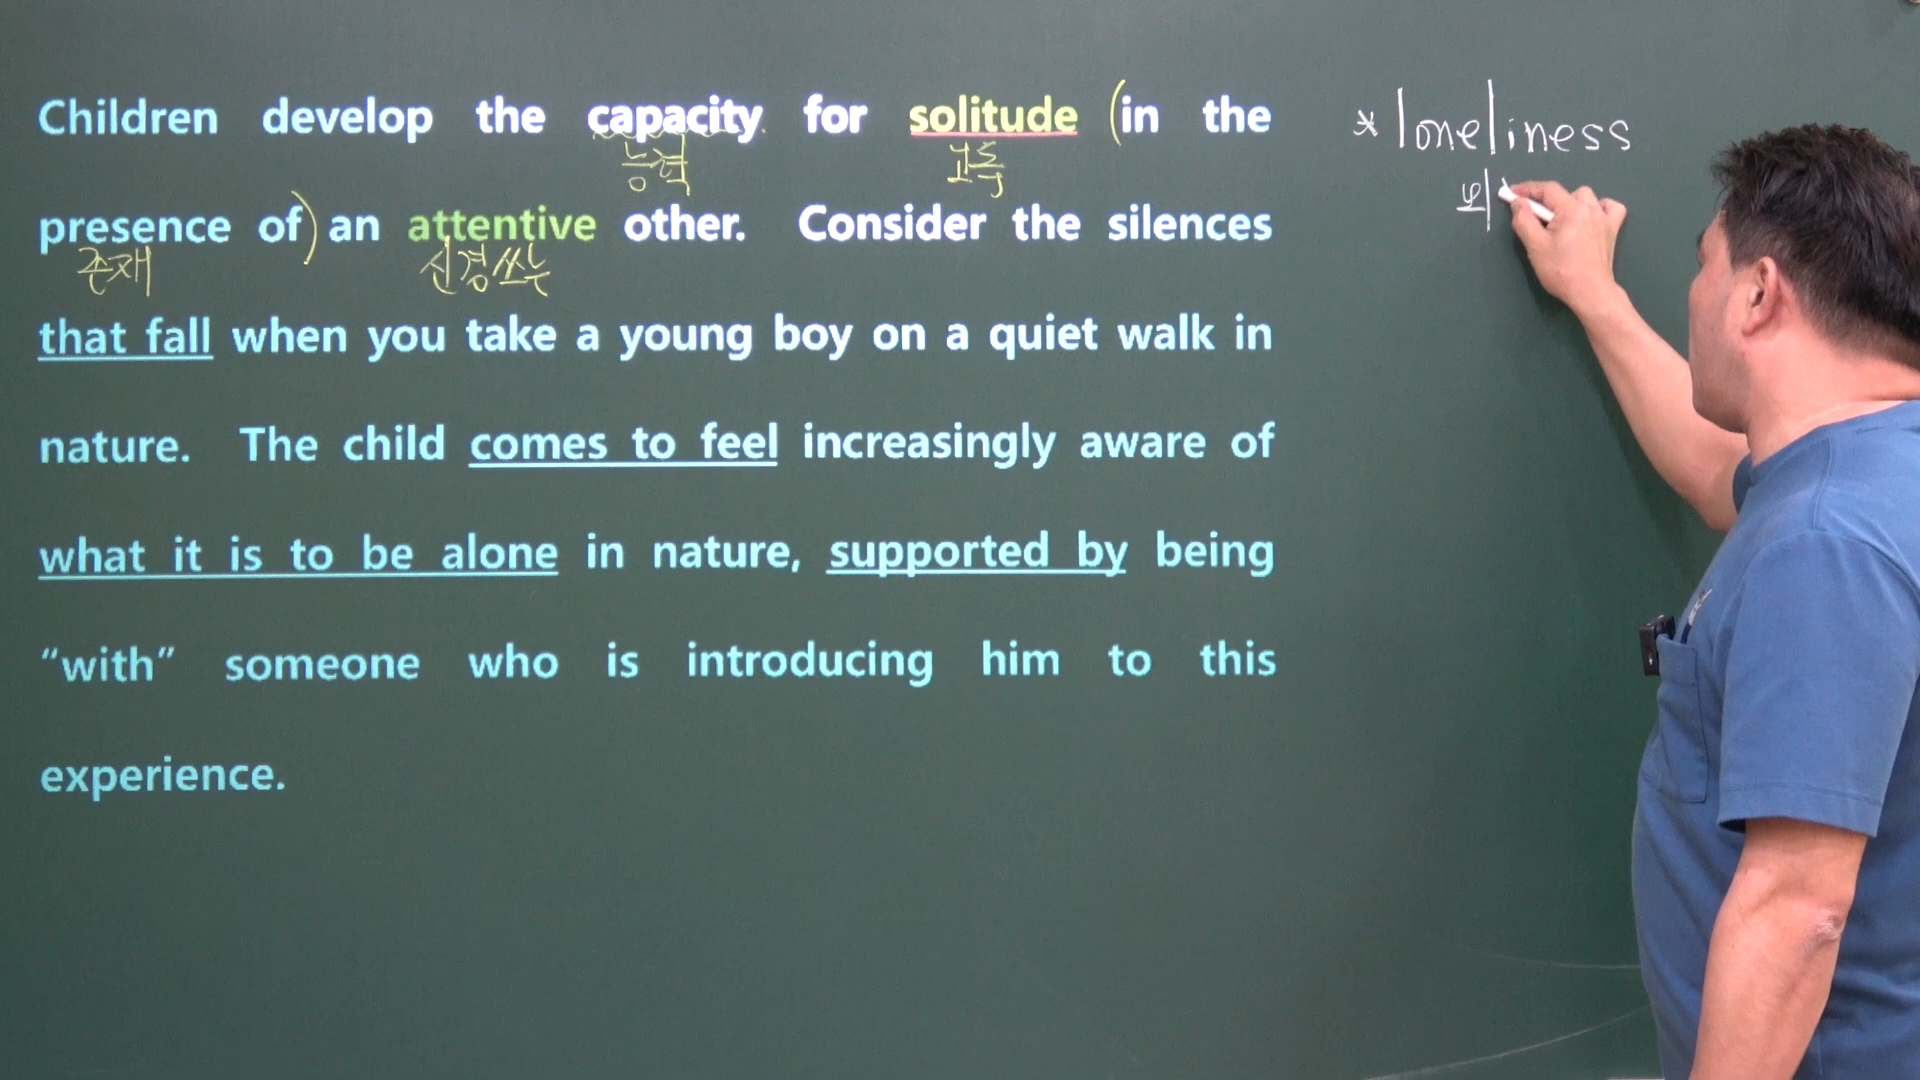 Children develop the capacity for solitude (in the
능력 고독
presence of) an attentive other. Consider the silences
존재 신경쓰는
that fall when you take a young boy on a quiet walk in
nature. The child comes to feel increasingly aware of
what it is to be alone in nature, supported by being
“with” someone who is introducing him to this
experience.
* loneliness
외